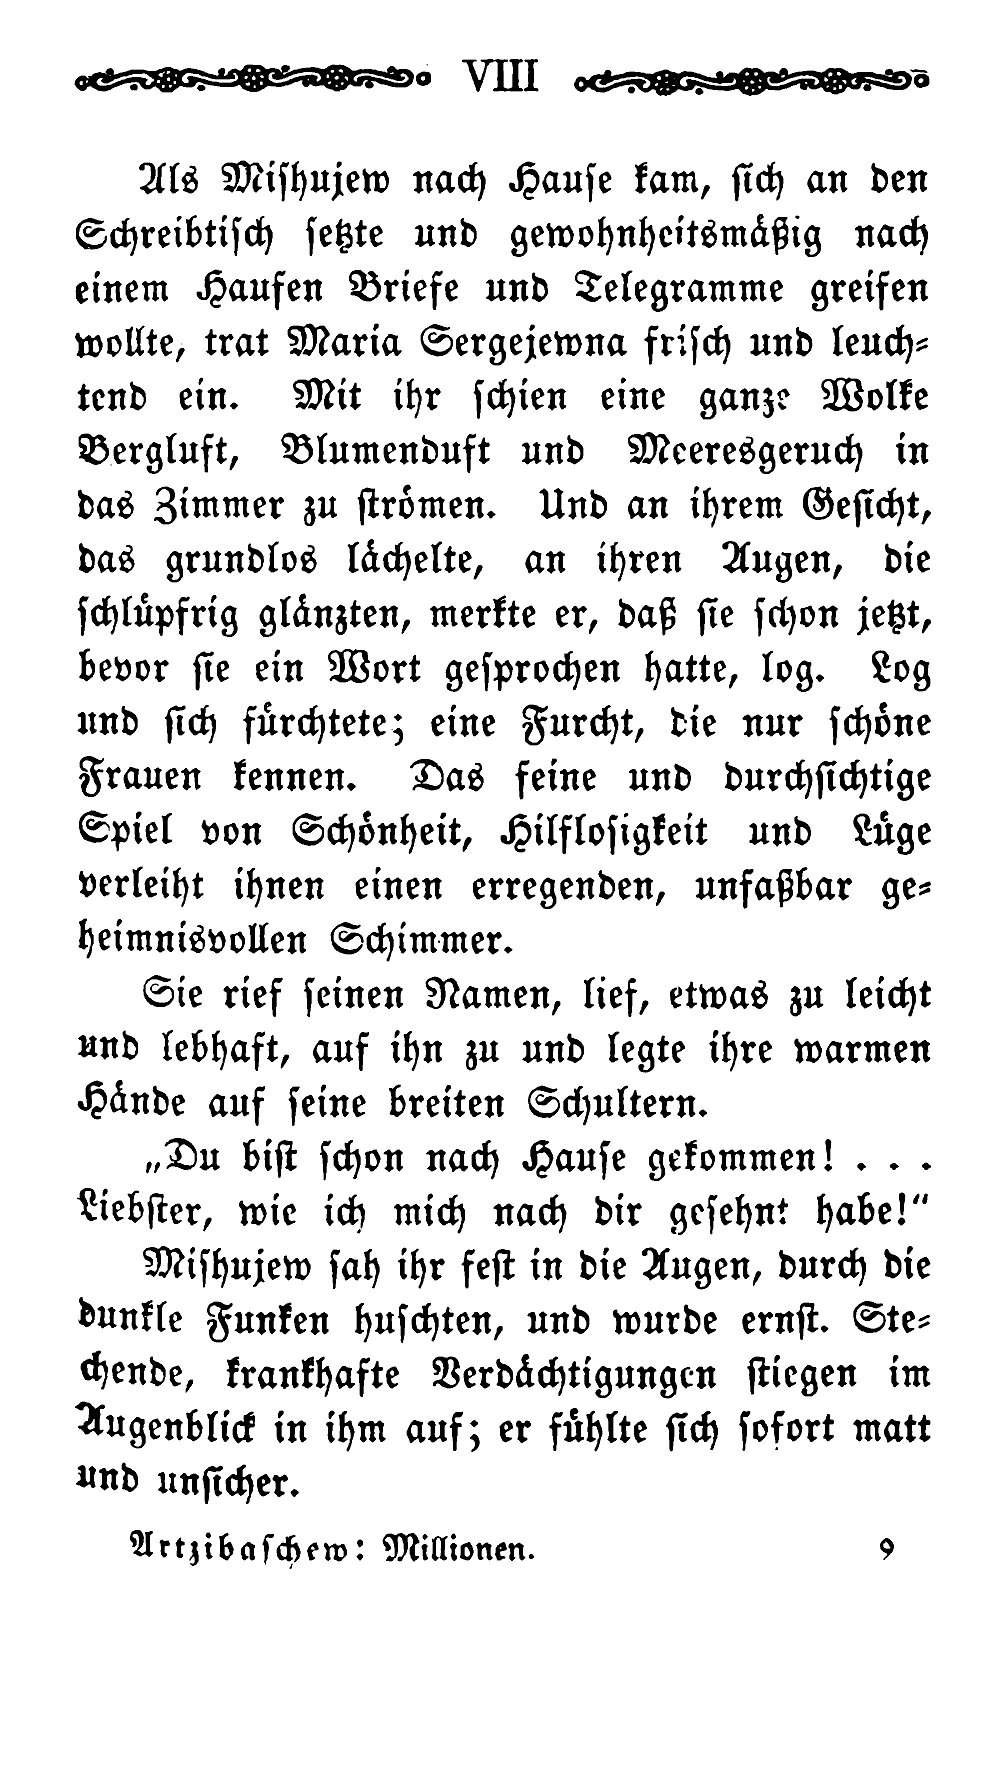 VIII
Als Mishujew nach Hause kam, sich an den
Schreibtisch setzte und gewohnheitsmäßig nach
einem Haufen Briefe und Telegramme greifen
wollte, trat Maria Sergejewna frisch und leuch-
tend ein. Mit ihr schien eine ganze Wolke
Bergluft, Blumenduft und Meeresgeruch in
das Zimmer zu strömen. Und an ihrem Gesicht,
das grundlos lächelte, an ihren Augen, die
schlüpfrig glänzten, merkte er, daß sie schon jetzt,
bevor sie ein Wort gesprochen hatte, log. Log
und sich fürchtete; eine Furcht, die nur schöne
Frauen kennen. Das feine und durchsichtige
Spiel von Schönheit, Hilflosigkeit und Lüge
verleiht ihnen einen erregenden, unfaßbar ge-
heimnisvollen Schimmer.
Sie rief seinen Namen, lief, etwas zu leicht
und lebhaft, auf ihn zu und legte ihre warmen
Hände auf seine breiten Schultern.
„Du bist schon nach Hause gekommen! . . .
Liebster, wie ich mich nach dir gesehnt habe!“
Mishujew sah ihr fest in die Augen, durch die
dunkle Funken huschten, und wurde ernst. Ste-
chende, krankhafte Verdächtigungen stiegen im
Augenblick in ihm auf; er fühlte sich sofort matt
und unsicher.
Artzibaschew: Millionen. 9